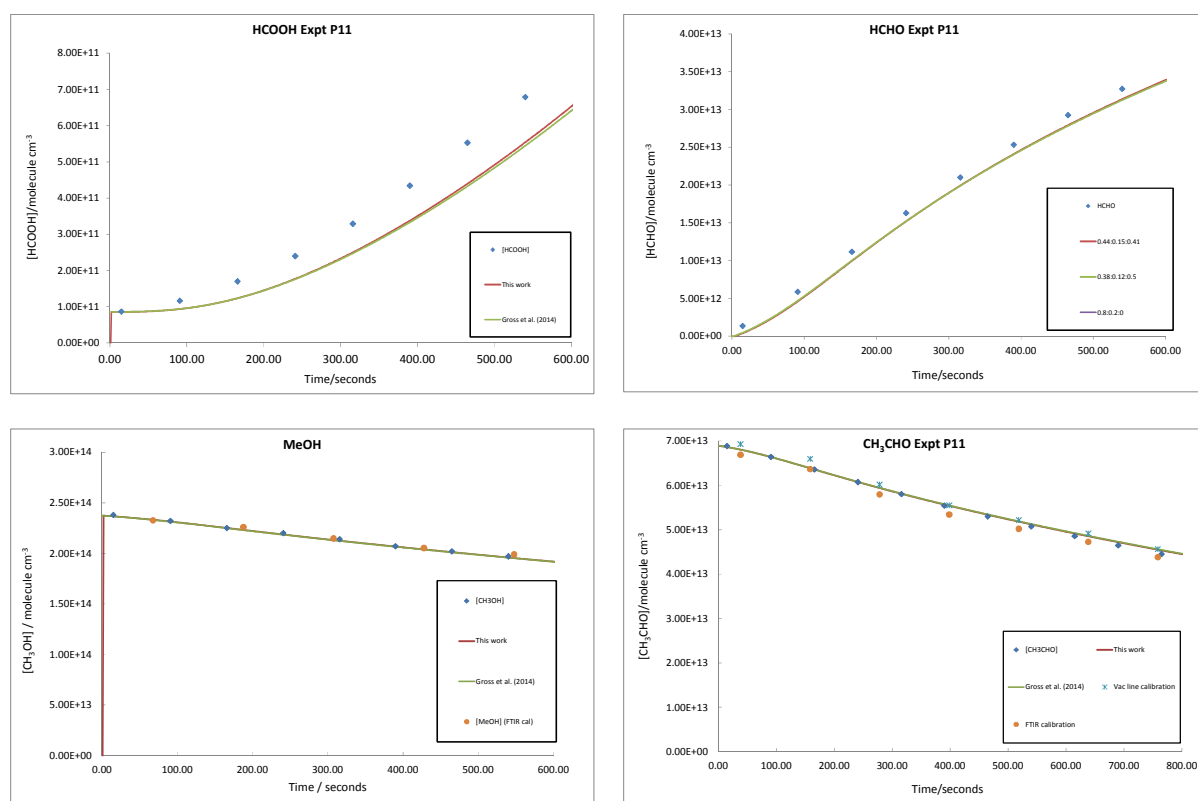 HCOOH Expt P11
8.00E+11
7.00E+11
6.00E+11
5.00E+11
4.00E+11
3.00E+11
2.00E+11
1.00E+11
0.00E+00
[HCOOH]/molecule cm⁻³
[HCOOH]
This work
Gross et al. (2014)
0.00 100.00 200.00 300.00 400.00 500.00 600.00
Time/seconds
HCHO Expt P11
4.00E+13
3.50E+13
3.00E+13
2.50E+13
2.00E+13
1.50E+13
1.00E+13
5.00E+12
0.00E+00
[HCHO]/molecule cm⁻³
HCHO
0.44:0.15:0.41
0.38:0.12:0.5
0.8:0.2:0
0.00 100.00 200.00 300.00 400.00 500.00 600.00
Time/seconds
MeOH
3.00E+14
2.50E+14
2.00E+14
1.50E+14
1.00E+14
5.00E+13
0.00E+00
[CH₃OH] / molecule cm⁻³
[CH3OH]
This work
Gross et al. (2014)
[MeOH] (FTIR cal)
0.00 100.00 200.00 300.00 400.00 500.00 600.00
Time / seconds
CH₃CHO Expt P11
7.00E+13
6.00E+13
5.00E+13
4.00E+13
3.00E+13
2.00E+13
1.00E+13
0.00E+00
[CH₃CHO]/molecule cm⁻³
[CH3CHO] This work
Gross et al. (2014) Vac line calibration
FTIR calibration
0.00 100.00 200.00 300.00 400.00 500.00 600.00 700.00 800.00
Time/seconds